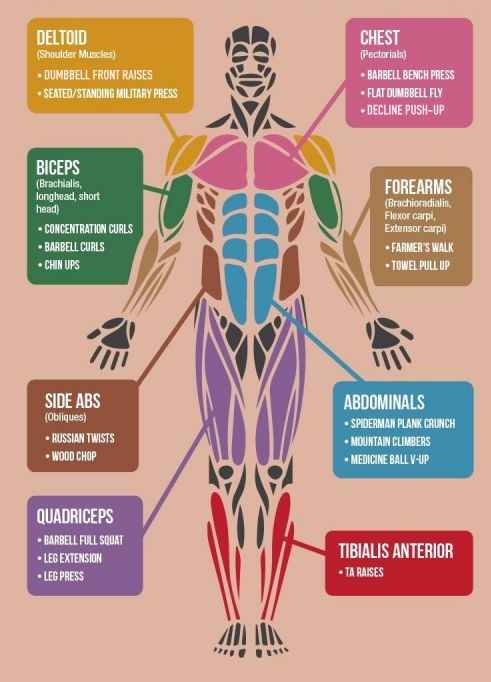 DELTOID
(Shoulder Muscles)
• DUMBBELL FRONT RAISES
• SEATED/STANDING MILITARY PRESS
CHEST
(Pectorials)
• BARBELL BENCH PRESS
• FLAT DUMBBELL FLY
• DECLINE PUSH-UP
BICEPS
(Brachialis,
longhead, short
head)
• CONCENTRATION CURLS
• BARBELL CURLS
• CHIN UPS
FOREARMS
(Brachioradialis,
Flexor carpi,
Extensor carpi)
• FARMER'S WALK
• TOWEL PULL UP
SIDE ABS
(Obliques)
• RUSSIAN TWISTS
• WOOD CHOP
ABDOMINALS
• SPIDERMAN PLANK CRUNCH
• MOUNTAIN CLIMBERS
• MEDICINE BALL V-UP
QUADRICEPS
• BARBELL FULL SQUAT
• LEG EXTENSION
• LEG PRESS
TIBIALIS ANTERIOR
• TA RAISES